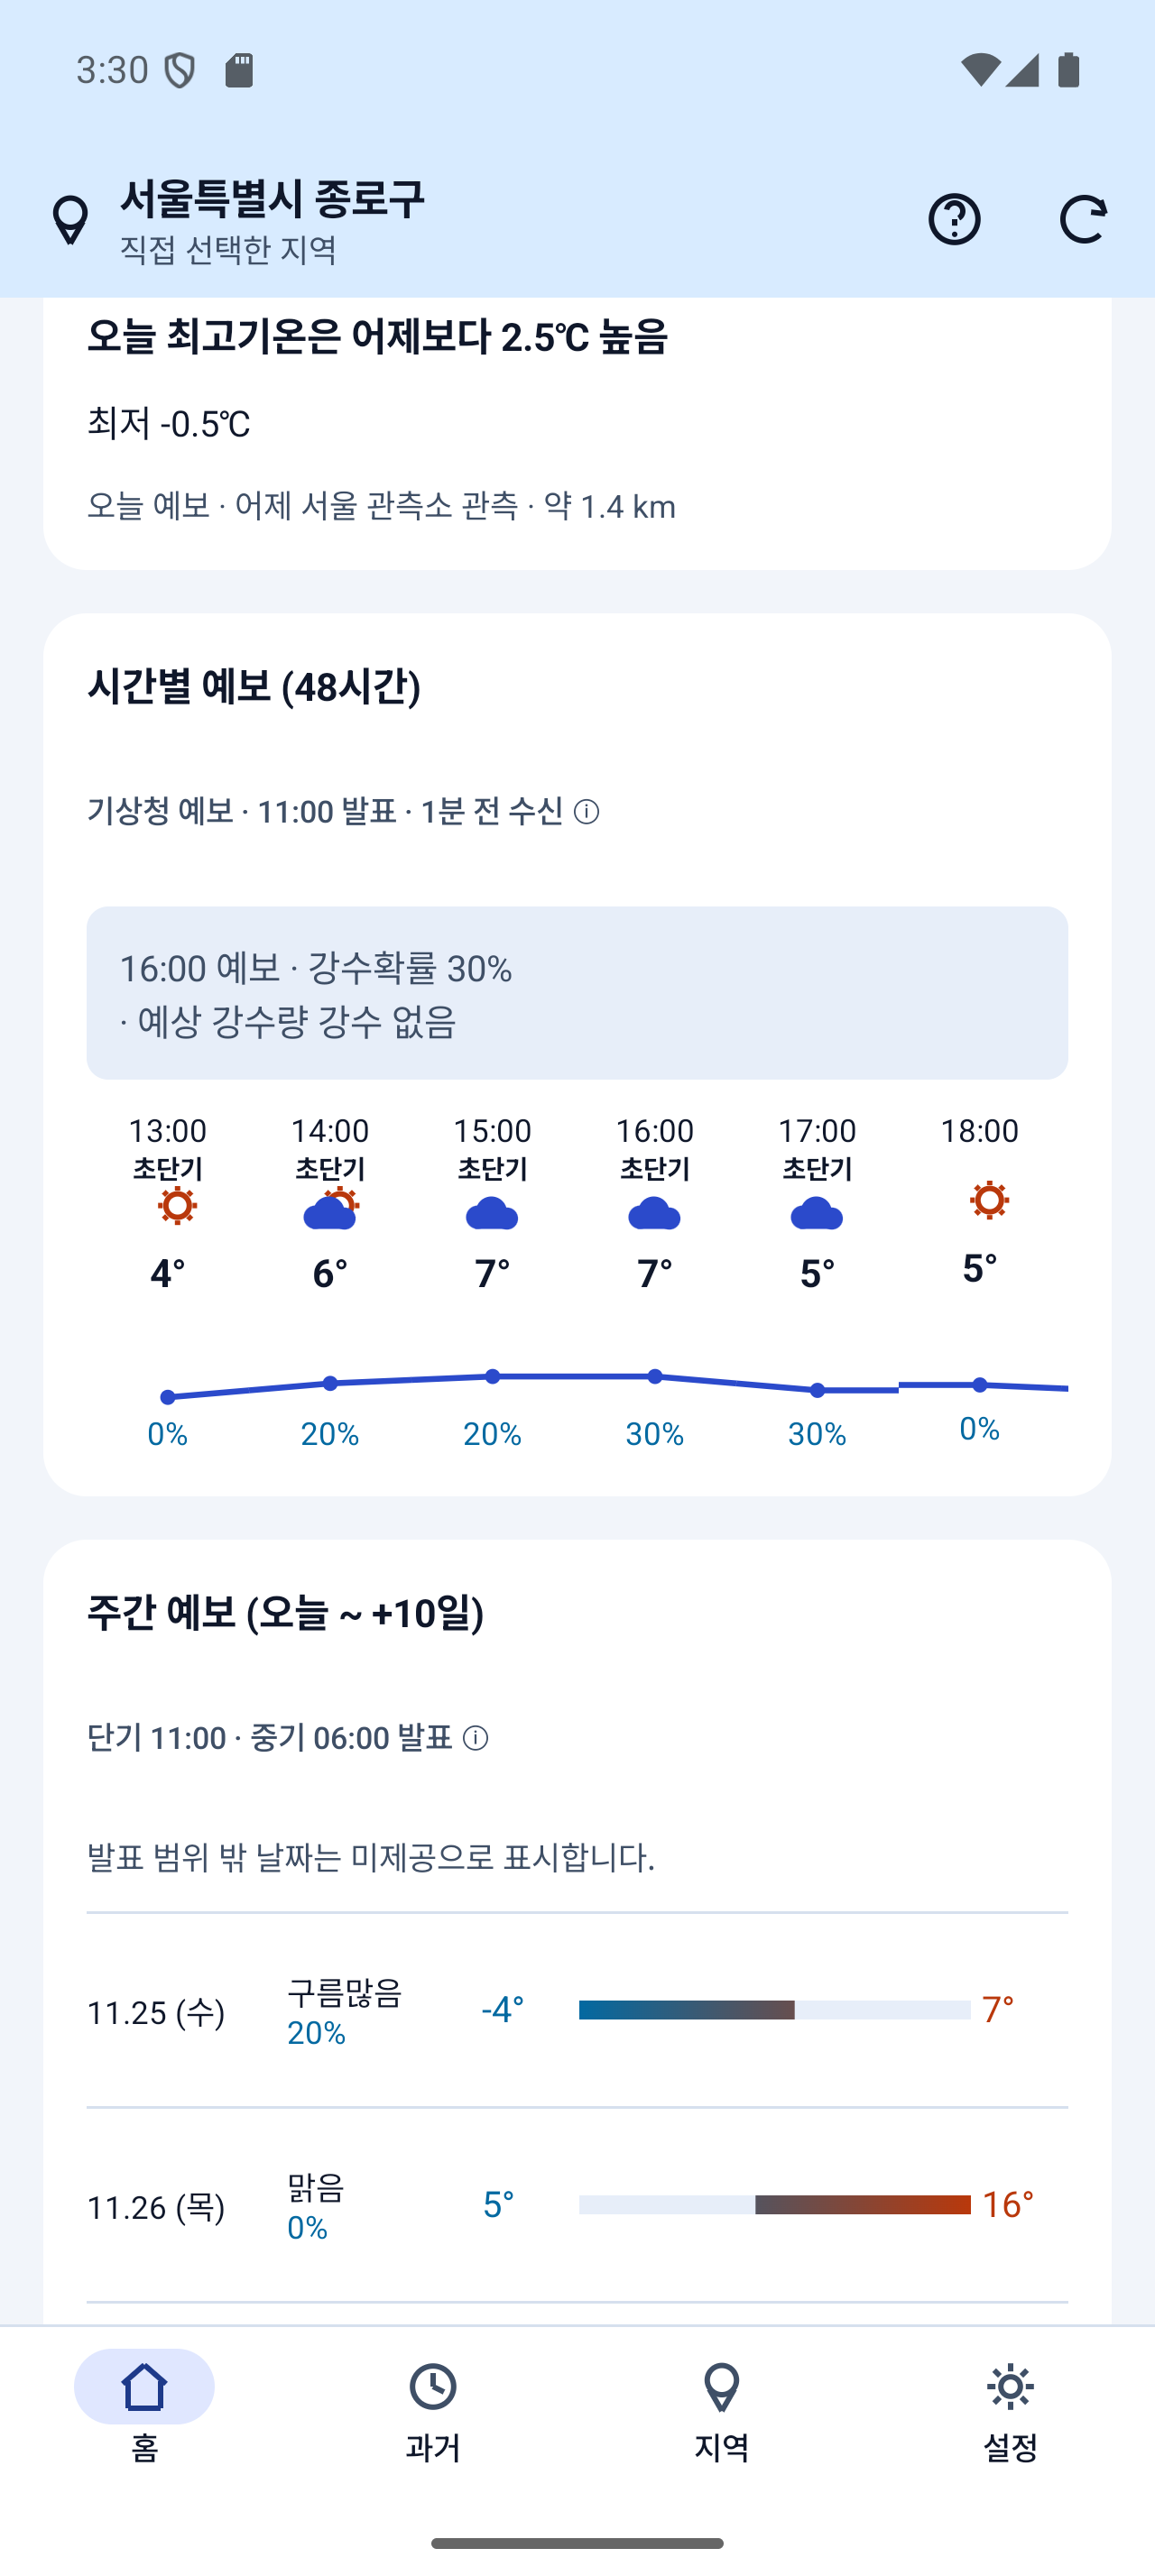 3:30
서울특별시 종로구
직접 선택한 지역
오늘 최고기온은 어제보다 2.5℃ 높음
최저 -0.5℃
오늘 예보 · 어제 서울 관측소 관측 · 약 1.4 km
시간별 예보 (48시간)
기상청 예보 · 11:00 발표 · 1분 전 수신 ⓘ
16:00 예보 · 강수확률 30%
· 예상 강수량 강수 없음
13:00 14:00 15:00 16:00 17:00 18:00
초단기 초단기 초단기 초단기 초단기
4° 6° 7° 7° 5° 5°
0% 20% 20% 30% 30% 0%
주간 예보 (오늘 ~ +10일)
단기 11:00 · 중기 06:00 발표 ⓘ
발표 범위 밖 날짜는 미제공으로 표시합니다.
11.25 (수) 구름많음 -4° 7°
20%
11.26 (목) 맑음 5° 16°
0%
홈 과거 지역 설정